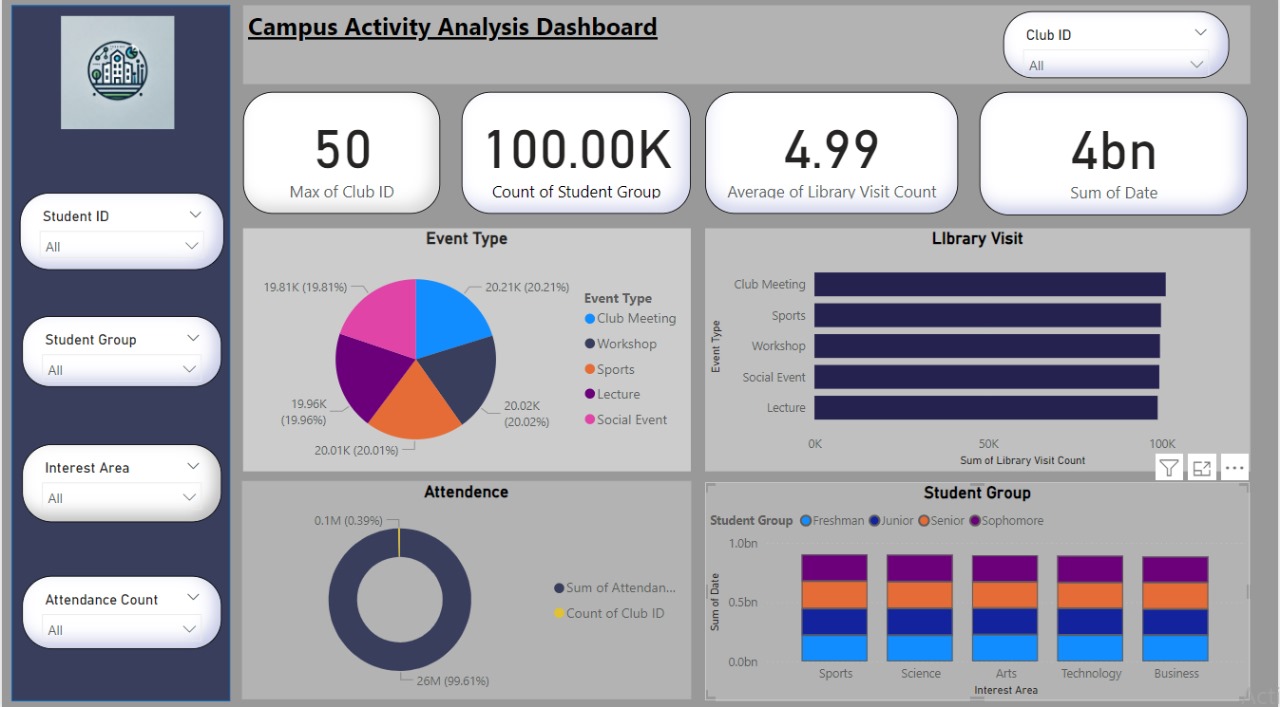 Campus Activity Analysis Dashboard
Club ID
All
Student ID
All
Student Group
All
Interest Area
All
Attendance Count
All
50
Max of Club ID
100.00K
Count of Student Group
4.99
Average of Library Visit Count
4bn
Sum of Date
Event Type
19.81K (19.81%)
20.21K (20.21%)
19.96K
(19.96%)
20.02K
(20.02%)
20.01K (20.01%)
Event Type
Club Meeting
Workshop
Sports
Lecture
Social Event
LIbrary Visit
Event Type
Club Meeting
Sports
Workshop
Social Event
Lecture
0K
50K
100K
Sum of Library Visit Count
Attendence
0.1M (0.39%)
26M (99.61%)
Sum of Attendan...
Count of Club ID
Student Group
Student Group Freshman Junior Senior Sophomore
Sum of Date
1.0bn
0.5bn
0.0bn
Sports
Science
Arts
Technology
Business
Interest Area